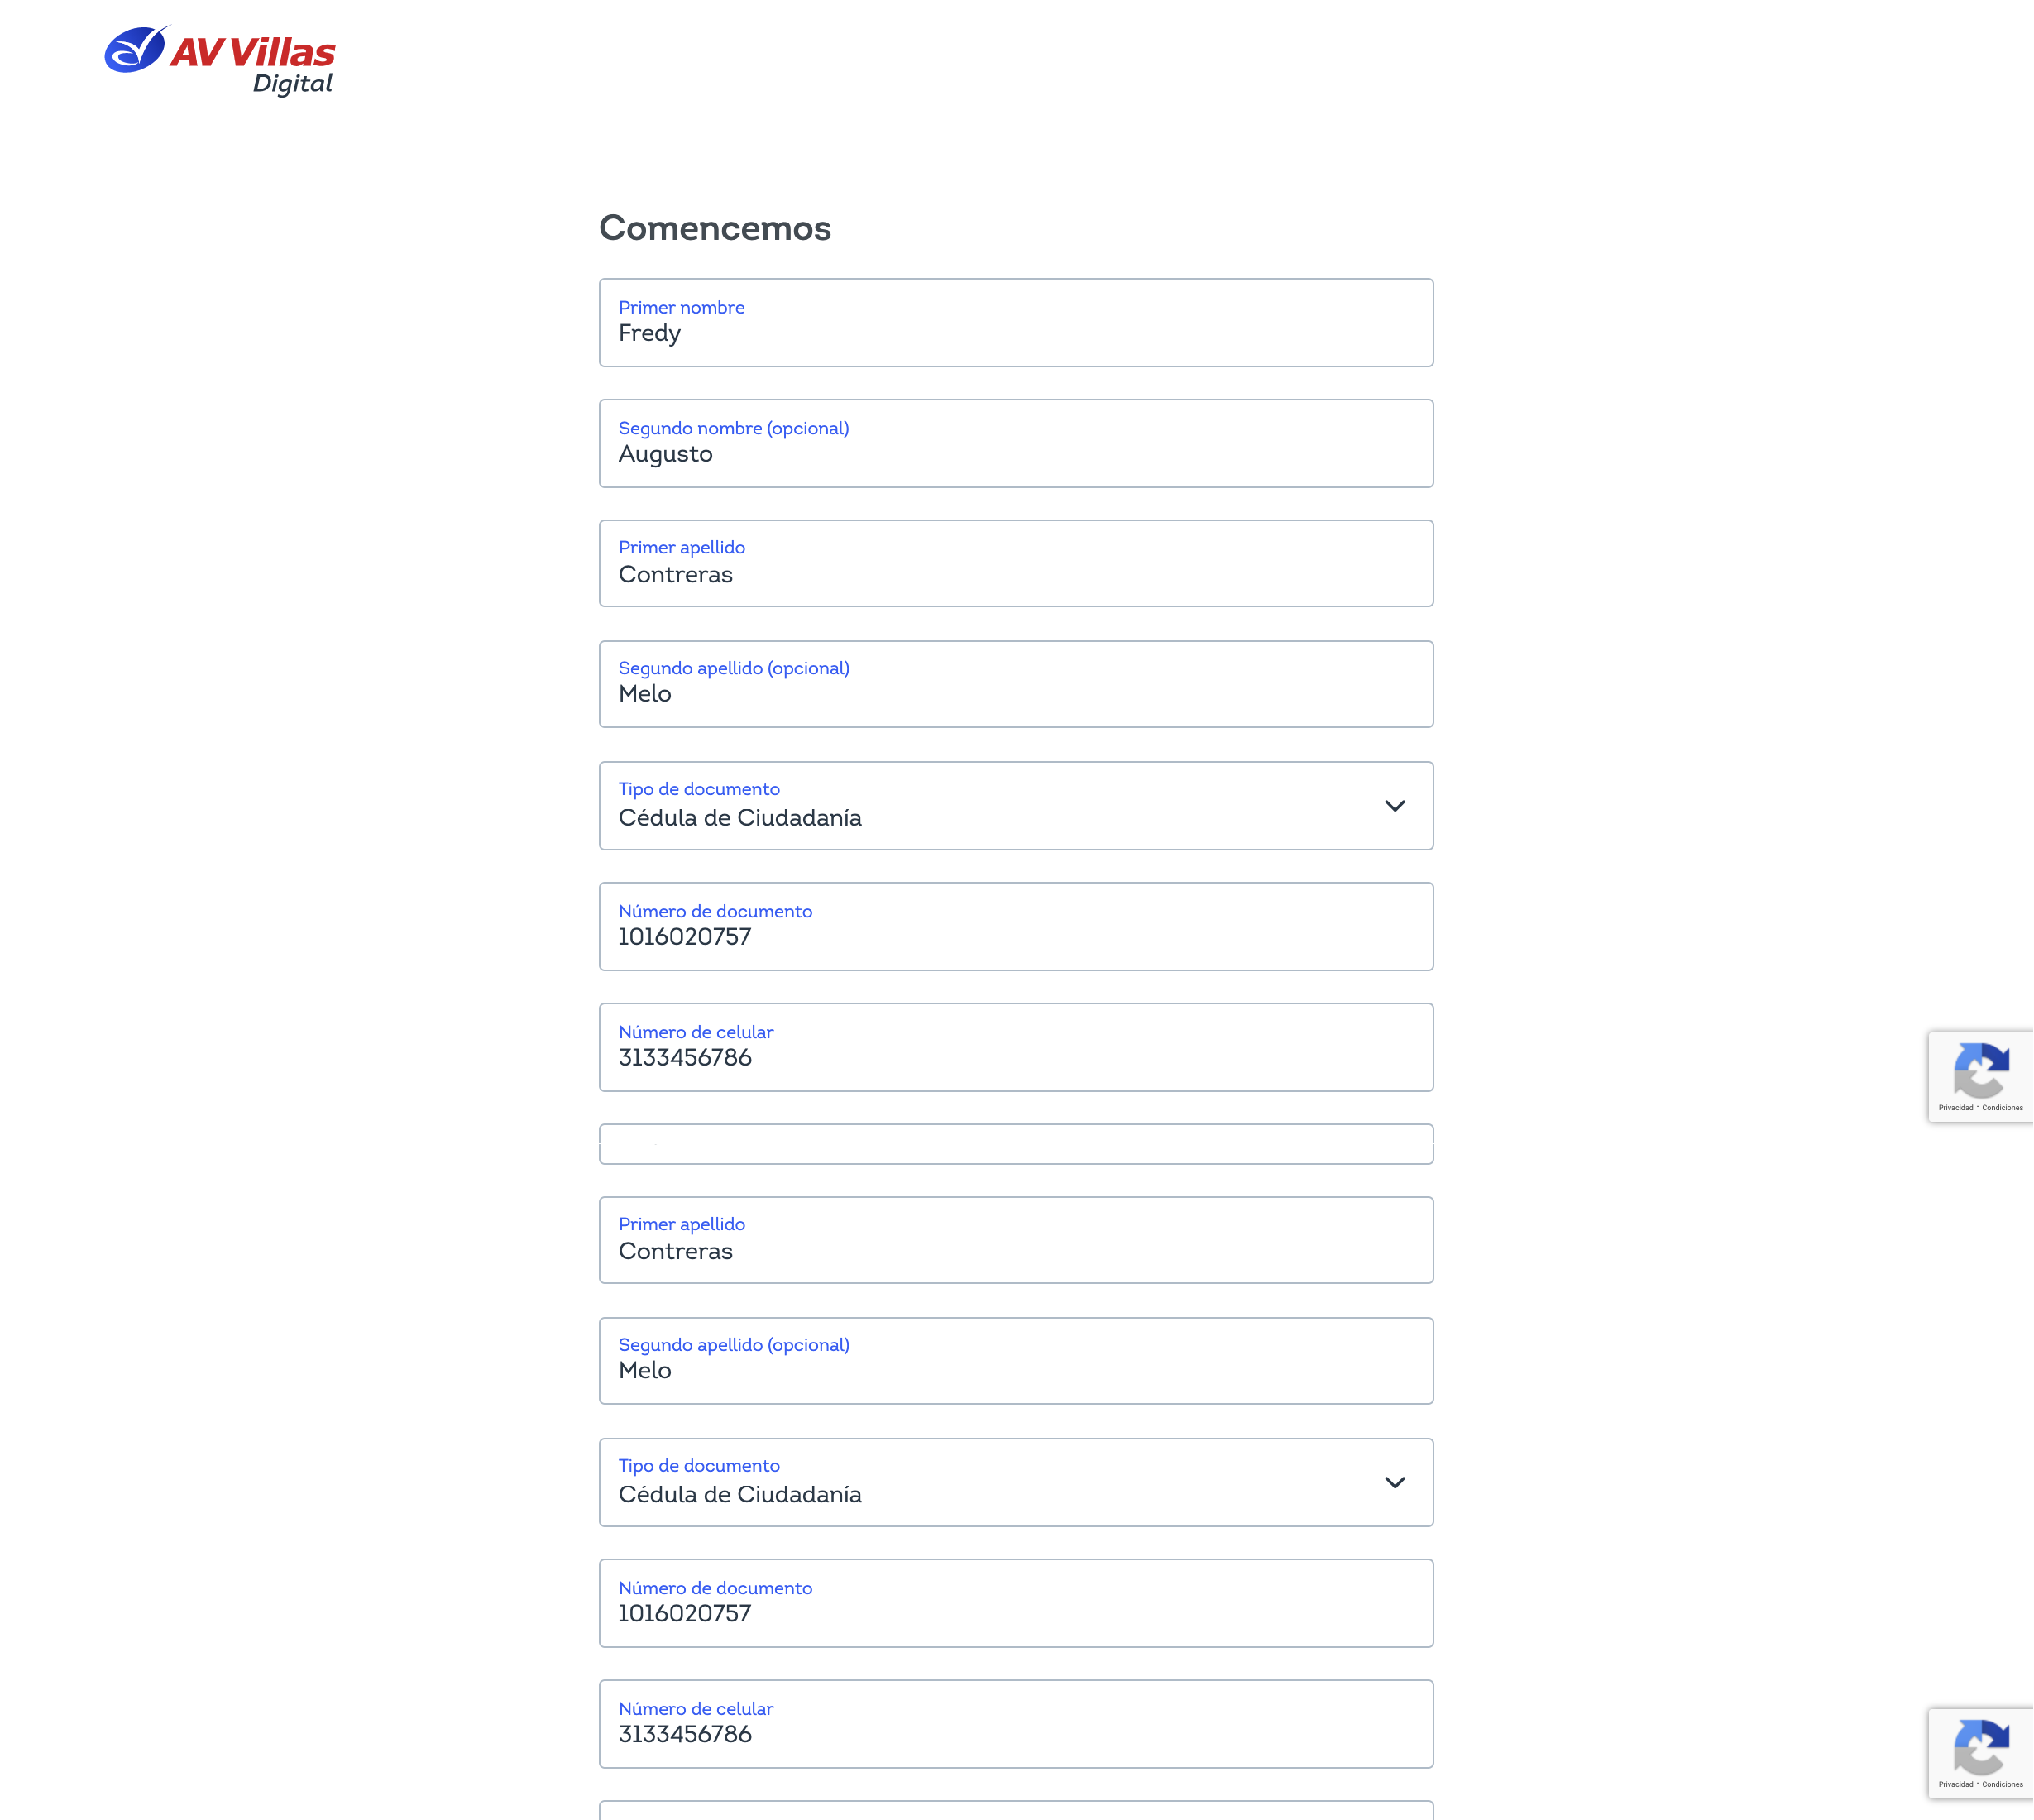 AV Villas
Digital
Comencemos
Primer nombre
Fredy
Segundo nombre (opcional)
Augusto
Primer apellido
Contreras
Segundo apellido (opcional)
Melo
Tipo de documento
Cédula de Ciudadanía
Número de documento
1016020757
Número de celular
3133456786
Privacidad - Condiciones
Primer apellido
Contreras
Segundo apellido (opcional)
Melo
Tipo de documento
Cédula de Ciudadanía
Número de documento
1016020757
Número de celular
3133456786
Privacidad - Condiciones